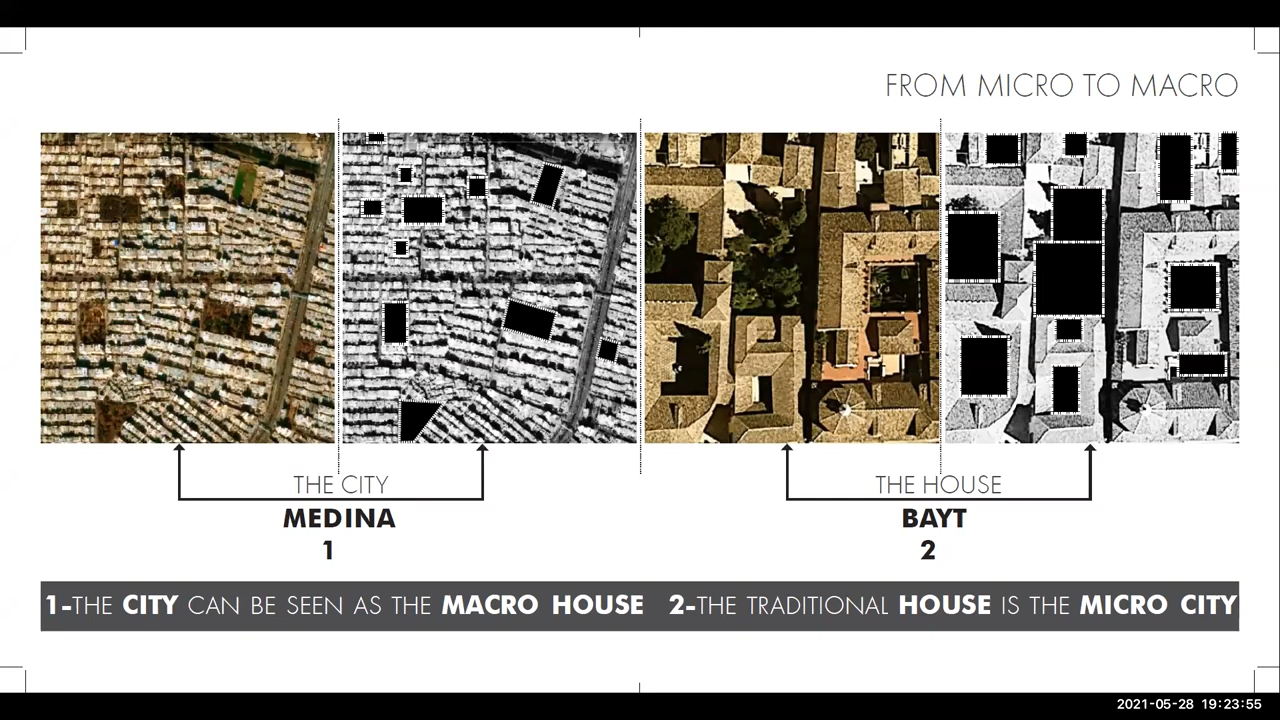 FROM MICRO TO MACRO
THE CITY
MEDINA
1
THE HOUSE
BAYT
2
1-THE CITY CAN BE SEEN AS THE MACRO HOUSE 2-THE TRADITIONAL HOUSE IS THE MICRO CITY
2021-05-28 19:23:55